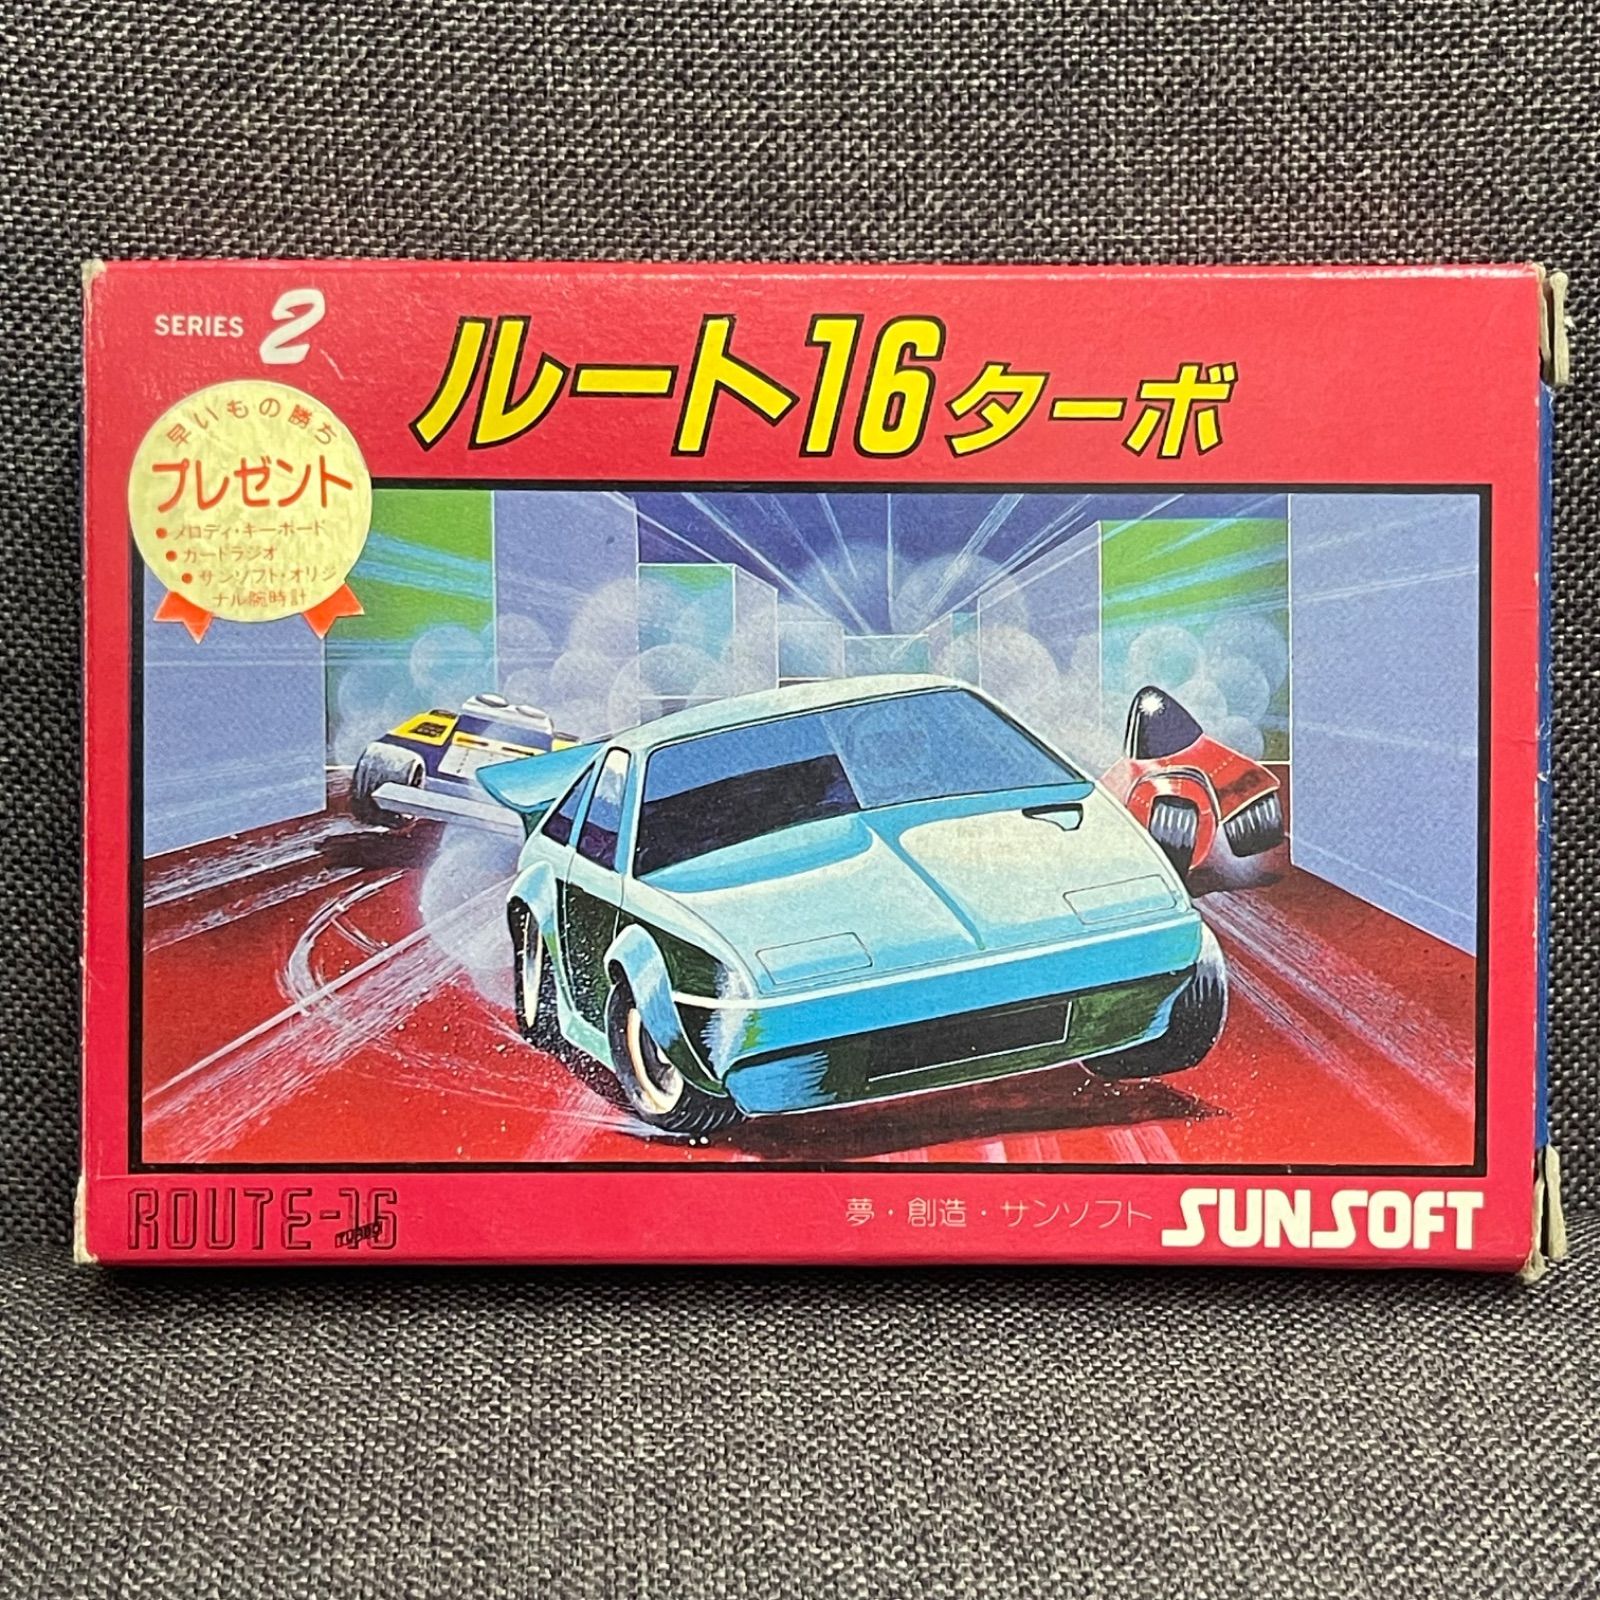 SERIES 2
ルート16ターボ
早いもの勝ち
プレゼント
・メロディ・キーボード
・カードラジオ
・サンソフト・オリジ
ナル腕時計
ROUTE-16
TURBO
夢・創造・サンソフト SUNSOFT